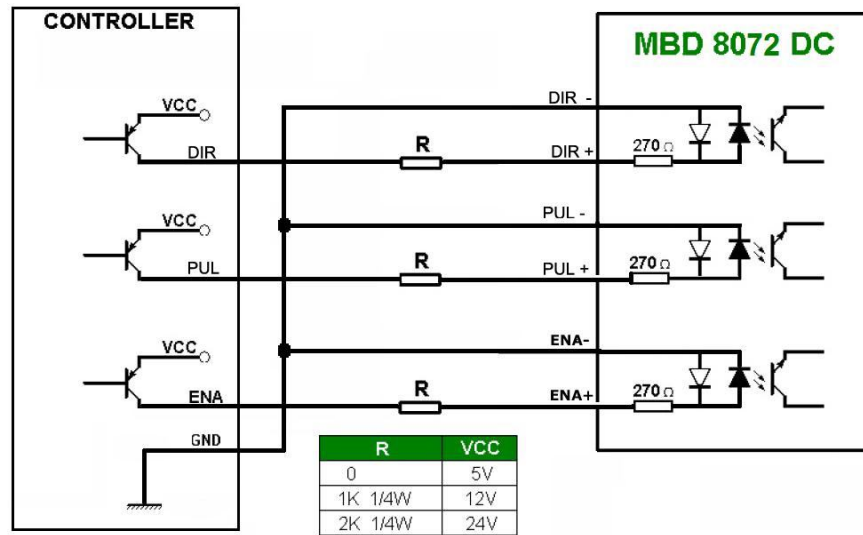 CONTROLLER
MBD 8072 DC
VCC
DIR -
DIR
R
DIR +
270 Ω
VCC
PUL -
PUL
R
PUL +
270 Ω
VCC
ENA-
ENA
R
ENA+
270 Ω
GND
R VCC
0 5V
1K 1/4W 12V
2K 1/4W 24V